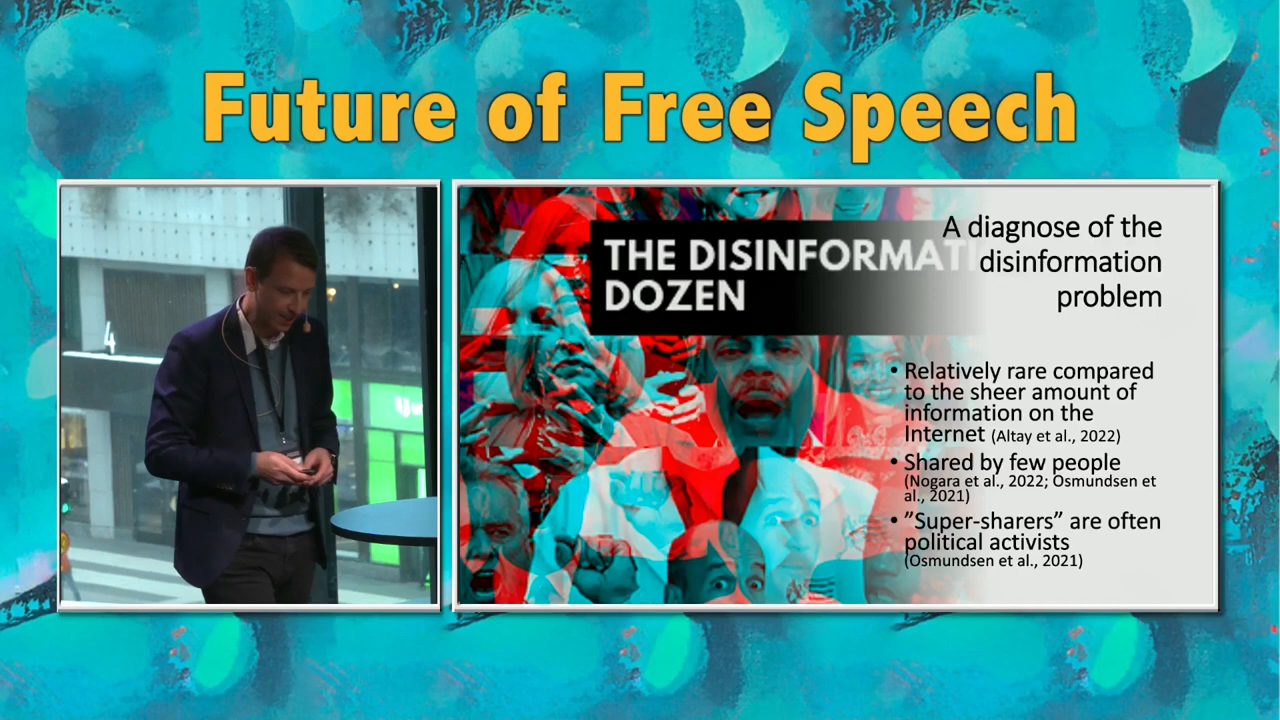 Future of Free Speech
4
THE DISINFORMATI
DOZEN
A diagnose of the
disinformation
problem
• Relatively rare compared
to the sheer amount of
information on the
Internet (Altay et al., 2022)
• Shared by few people
(Nogara et al., 2022; Osmundsen et
al., 2021)
• ”Super-sharers” are often
political activists
(Osmundsen et al., 2021)